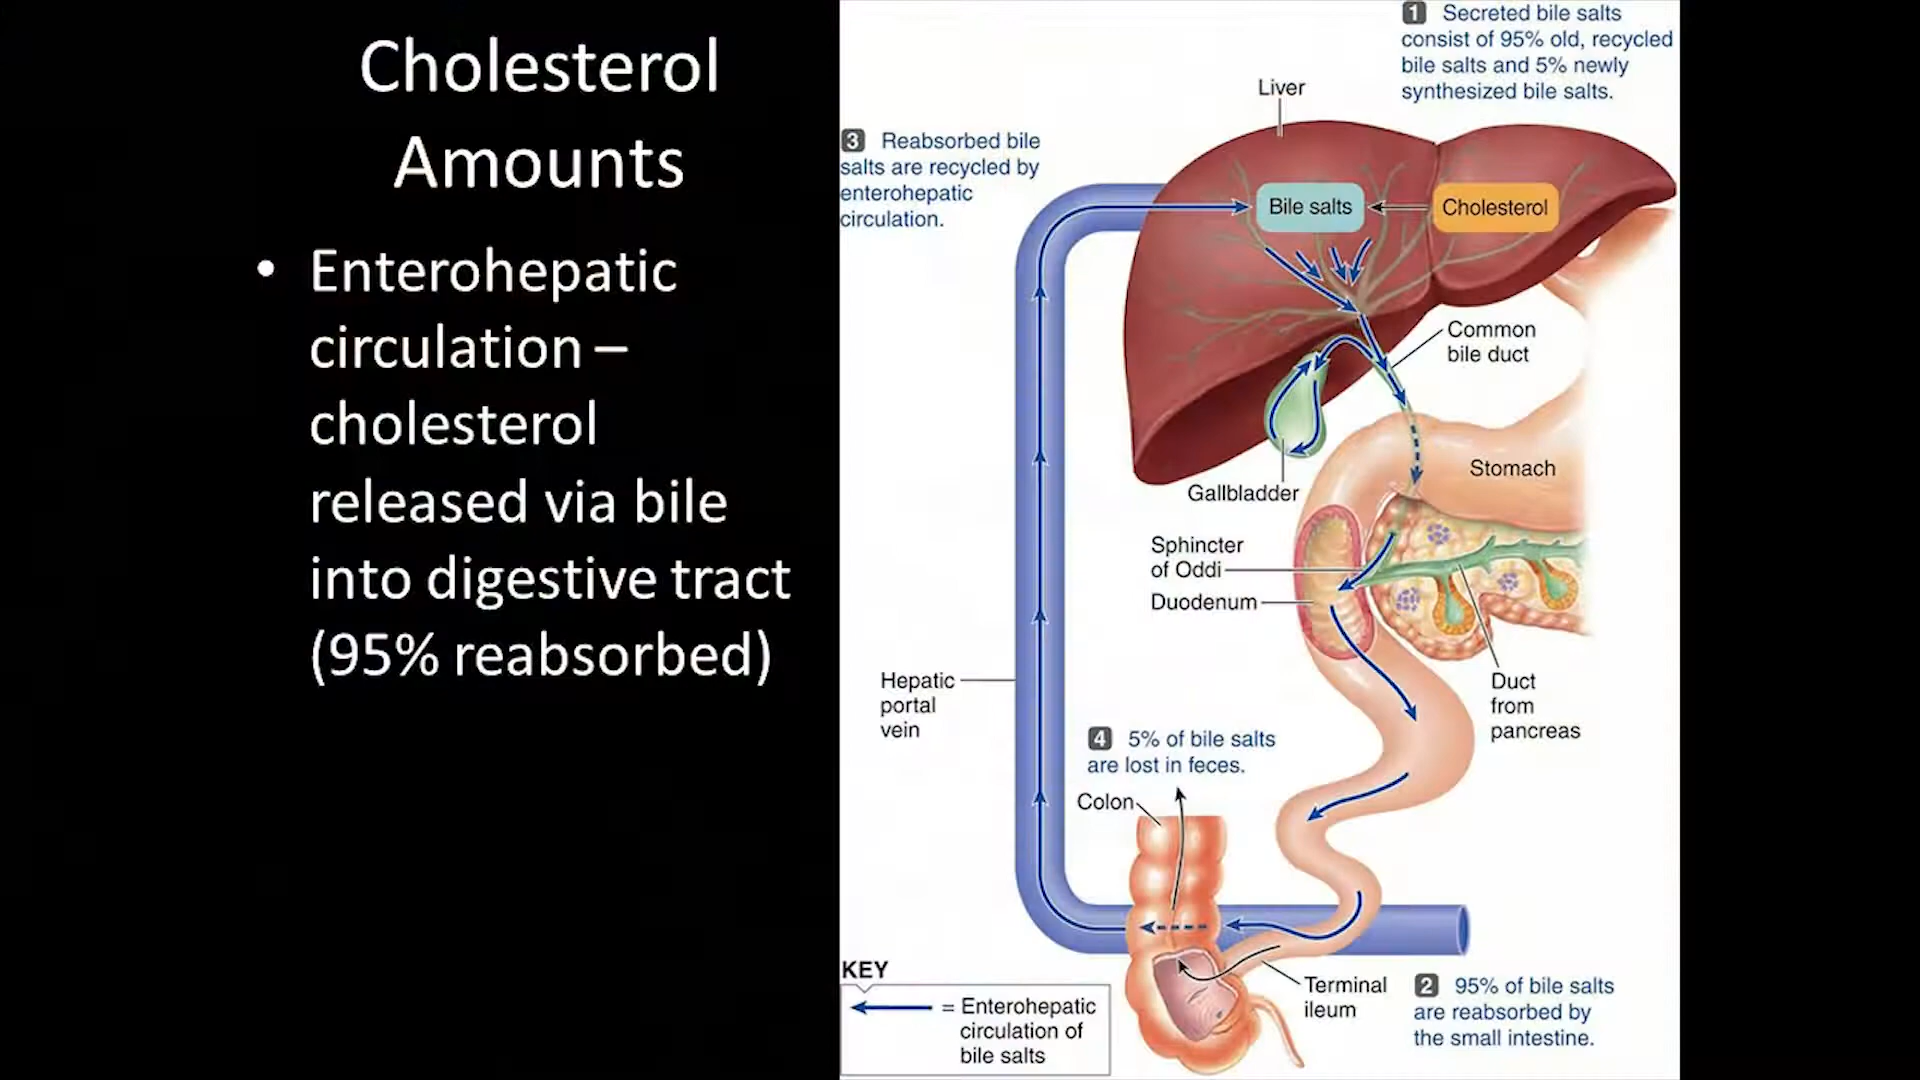 Cholesterol
Amounts
• Enterohepatic
circulation –
cholesterol
released via bile
into digestive tract
(95% reabsorbed)
1 Secreted bile salts
consist of 95% old, recycled
bile salts and 5% newly
synthesized bile salts.
Liver
3 Reabsorbed bile
salts are recycled by
enterohepatic
circulation.
Bile salts
Cholesterol
Common
bile duct
Stomach
Gallbladder
Sphincter
of Oddi
Duodenum
Hepatic
portal
vein
Duct
from
pancreas
4 5% of bile salts
are lost in feces.
Colon
KEY
= Enterohepatic
circulation of
bile salts
Terminal
ileum
2 95% of bile salts
are reabsorbed by
the small intestine.